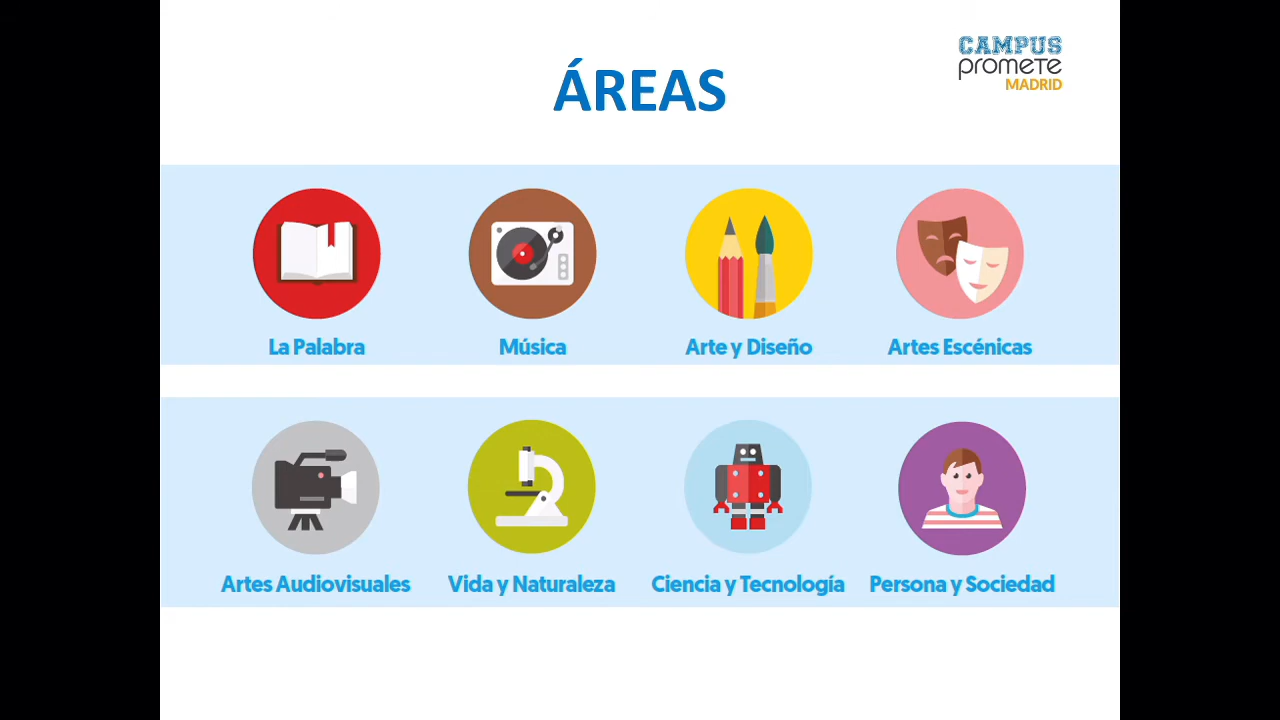 ÁREAS
CAMPUS
promete
MADRID
La Palabra
Música
Arte y Diseño
Artes Escénicas
Artes Audiovisuales
Vida y Naturaleza
Ciencia y Tecnología
Persona y Sociedad